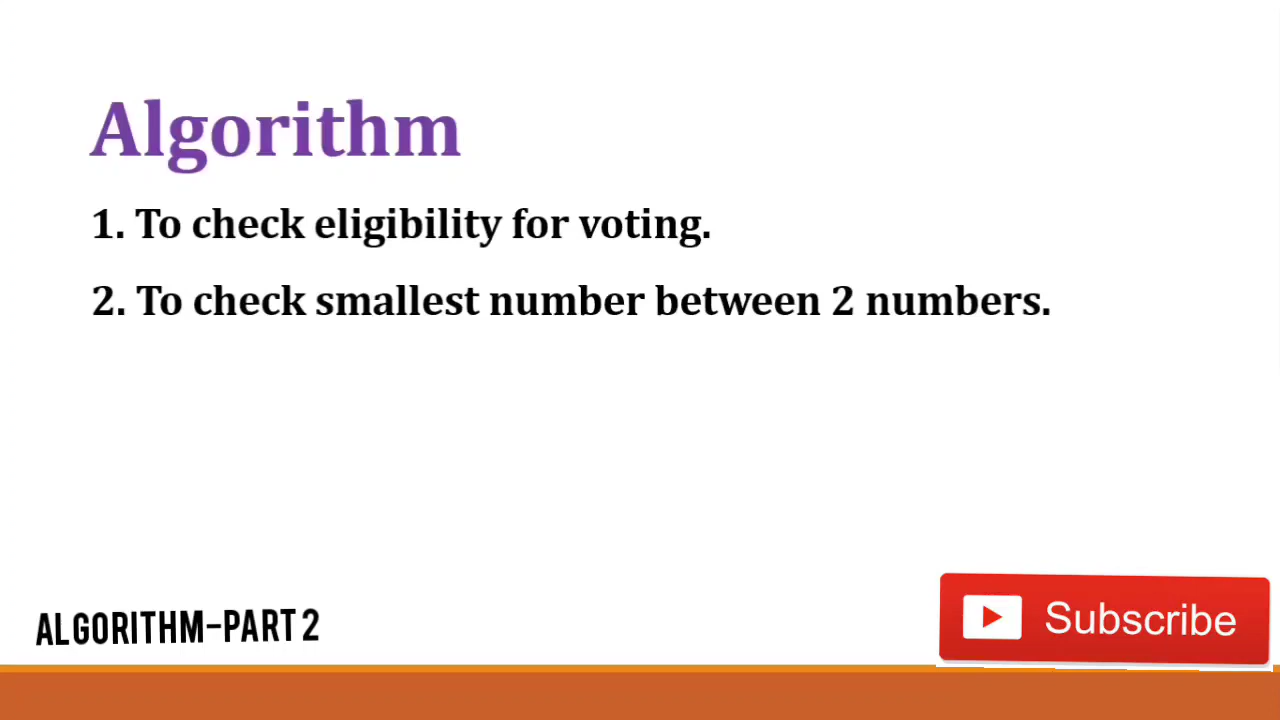 Algorithm
1. To check eligibility for voting.
2. To check smallest number between 2 numbers.
ALGORITHM-PART 2
Subscribe